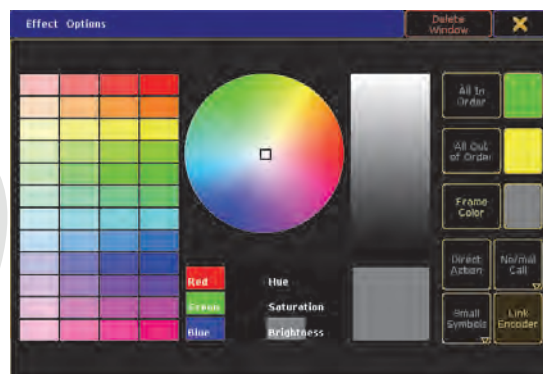 Effect Options
Delete
Window
All In
Order
All Out
of Order
Frame
Color
Direct
Action
Normal
Call
Red
Hue
Green
Saturation
Blue
Brightness
Small
Symbols
Link
Encoder